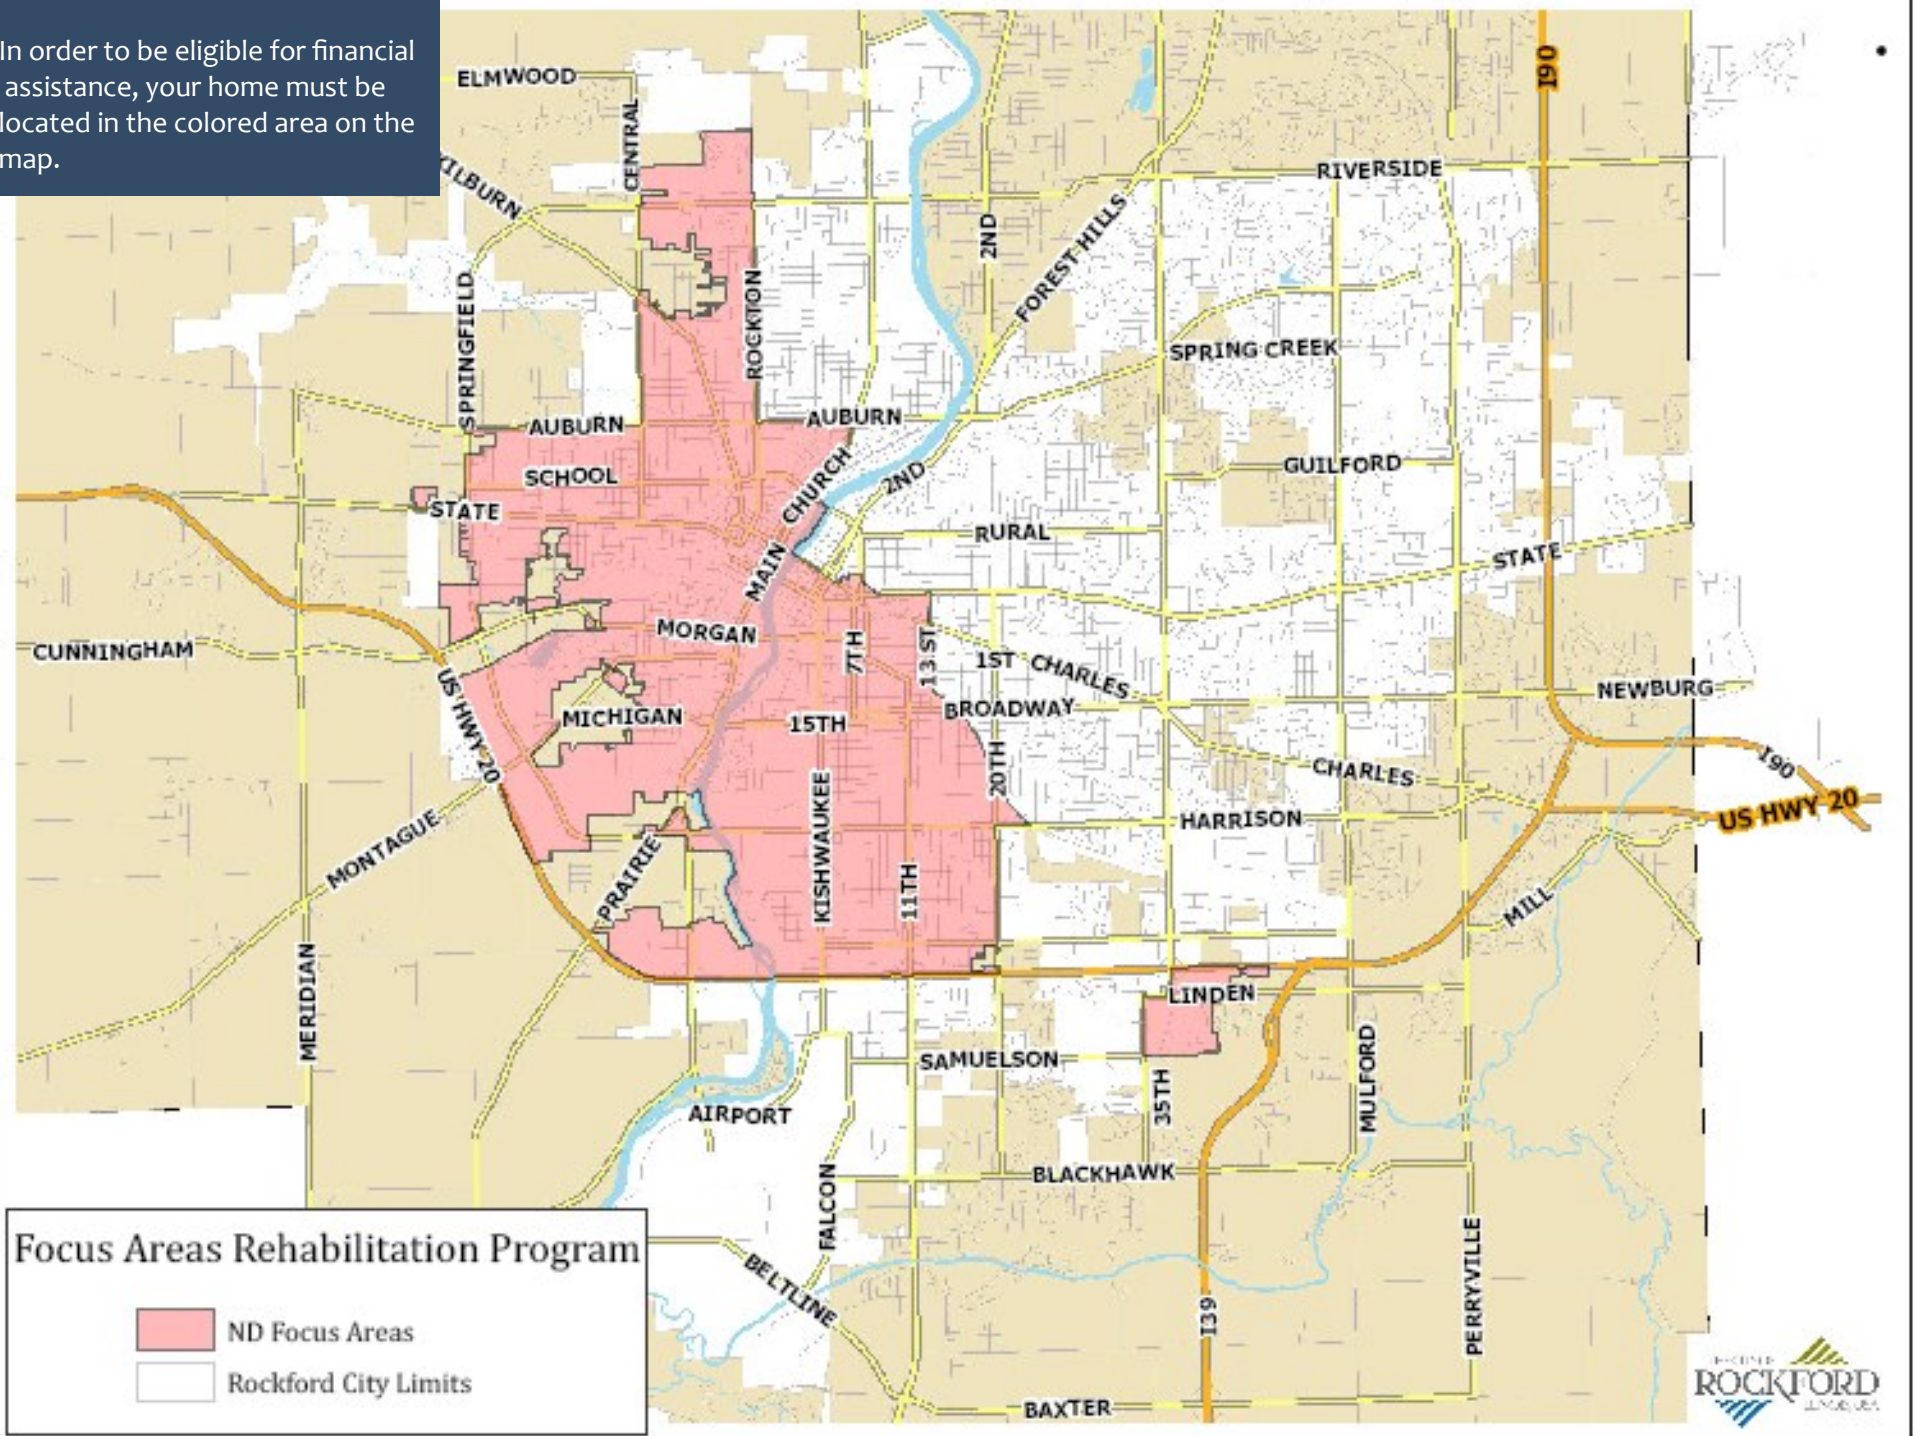 In order to be eligible for financial
assistance, your home must be
located in the colored area on the
map.
ELMWOOD
CENTRAL
KILBURN
RIVERSIDE
I90
2ND
FOREST HILLS
SPRINGFIELD
ROCKTON
SPRING CREEK
AUBURN
AUBURN
SCHOOL
CHURCH
2ND
GUILFORD
STATE
RURAL
STATE
MAIN
MORGAN
7TH
13 ST
1ST
CHARLES
CUNNINGHAM
US HWY 20
MICHIGAN
15TH
BROADWAY
NEWBURG
20TH
CHARLES
I90
US HWY 20
HARRISON
MONTAGUE
PRAIRIE
KISHWAUKEE
11TH
MILL
MERIDIAN
LINDEN
SAMUELSON
35TH
MULFORD
AIRPORT
BLACKHAWK
FALCON
BELTLINE
I39
PERRYVILLE
BAXTER
Focus Areas Rehabilitation Program
ND Focus Areas
Rockford City Limits
ROCKFORD